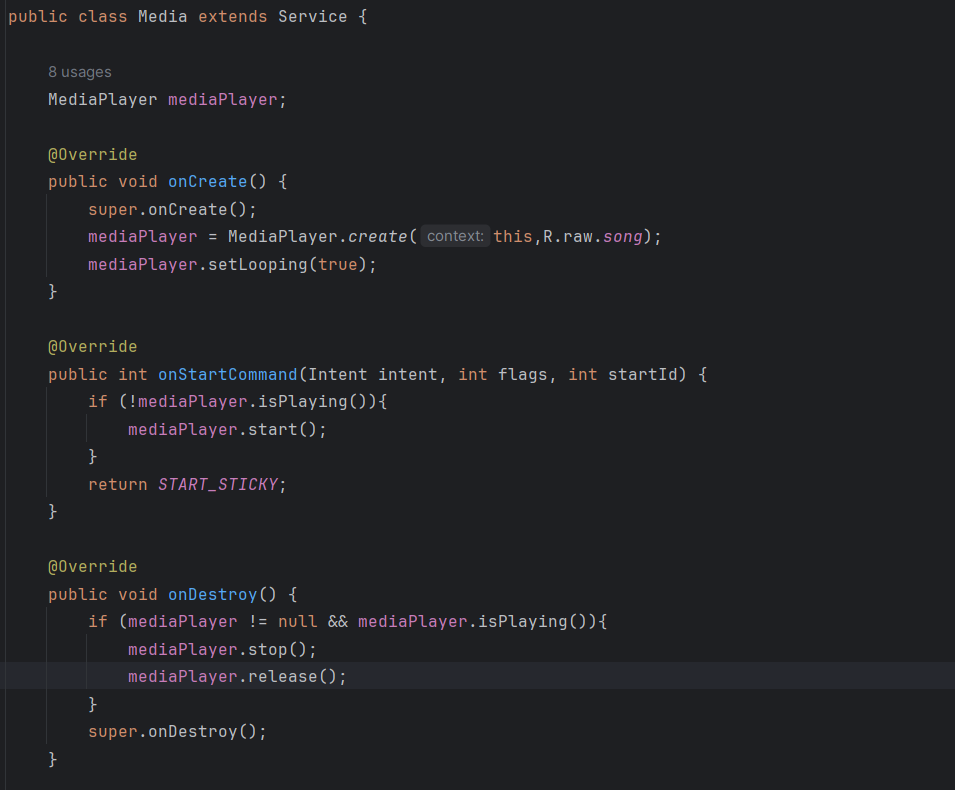 public class Media extends Service {
8 usages
MediaPlayer mediaPlayer;
@Override
public void onCreate() {
super.onCreate();
mediaPlayer = MediaPlayer.create( context: this,R.raw.song);
mediaPlayer.setLooping(true);
}
@Override
public int onStartCommand(Intent intent, int flags, int startId) {
if (!mediaPlayer.isPlaying()){
mediaPlayer.start();
}
return START_STICKY;
}
@Override
public void onDestroy() {
if (mediaPlayer != null && mediaPlayer.isPlaying()){
mediaPlayer.stop();
mediaPlayer.release();
}
super.onDestroy();
}